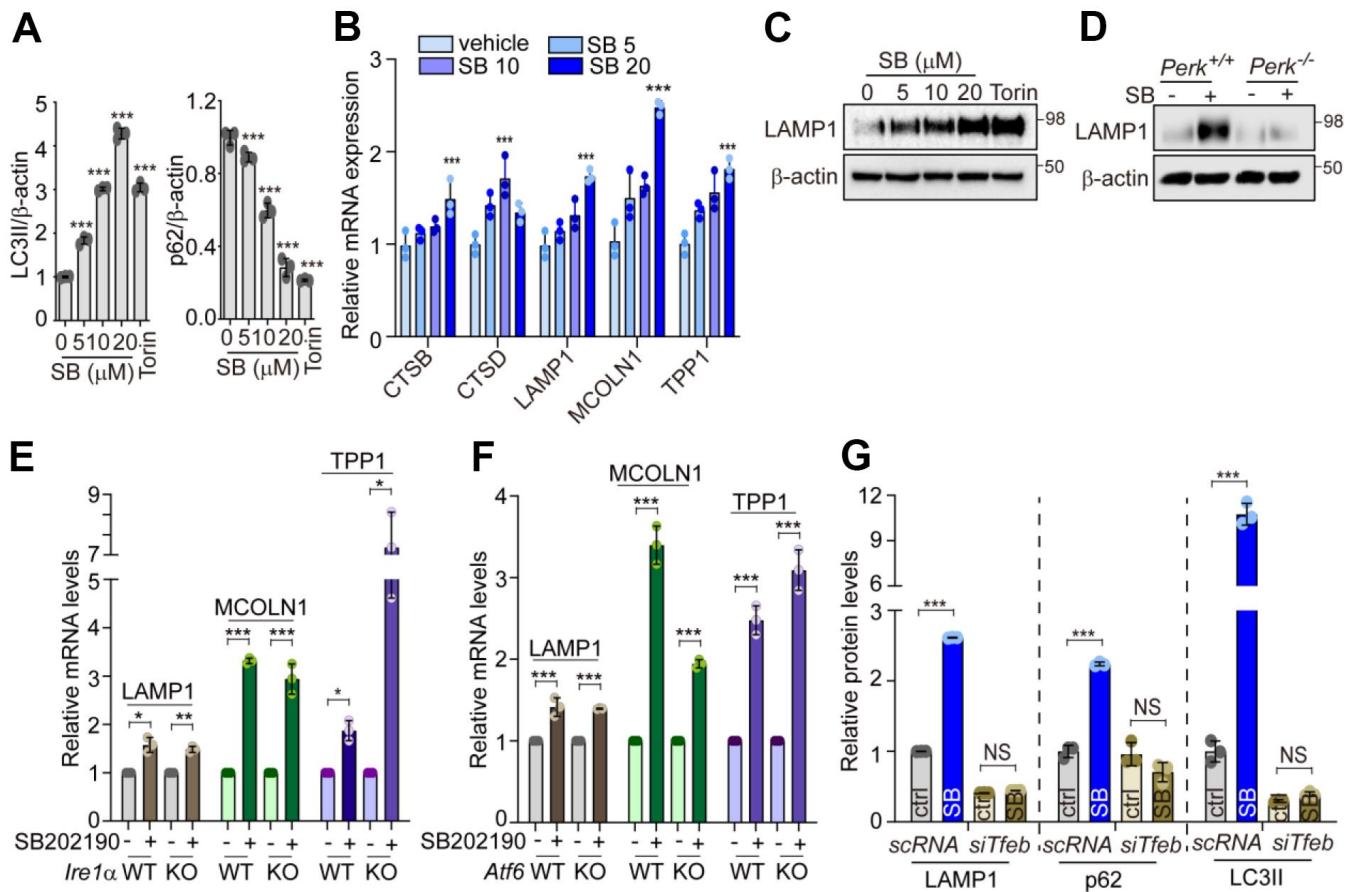 A
LC3II/β-actin
5
4
3
2
1
0
***
***
***
***
0 510 20 Torin
SB (μM)
p62/β-actin
1.2
0.8
0.4
0.0
***
***
***
***
0 510 20 Torin
SB (μM)
B
vehicle SB 5
SB 10 SB 20
Relative mRNA expression
3
2
1
0
***
***
***
***
***
CTSB
CTSD
LAMP1
MCOLN1
TPP1
C
SB (μM)
0 5 10 20 Torin
LAMP1
98
β-actin
50
D
Perk+/+ Perk-/-
SB - + - +
LAMP1
98
β-actin
50
E
Relative mRNA levels
9
7
5
4
3
2
1
0
LAMP1
* **
MCOLN1
*** ***
TPP1
* *
SB202190 - + - + - + - + - + - +
Ire1α WT KO WT KO WT KO
F
Relative mRNA levels
4
3
2
1
0
LAMP1
*** ***
MCOLN1
*** ***
TPP1
*** ***
SB202190 - + - + - + - + - + - +
Atf6 WT KO WT KO WT KO
G
Relative protein levels
12
9
6
3
2
1
0
***
NS
***
NS
***
NS
ctrl SB ctrl SB ctrl SB ctrl SB ctrl SB ctrl SB
scRNA siTfeb scRNA siTfeb scRNA siTfeb
LAMP1 p62 LC3II